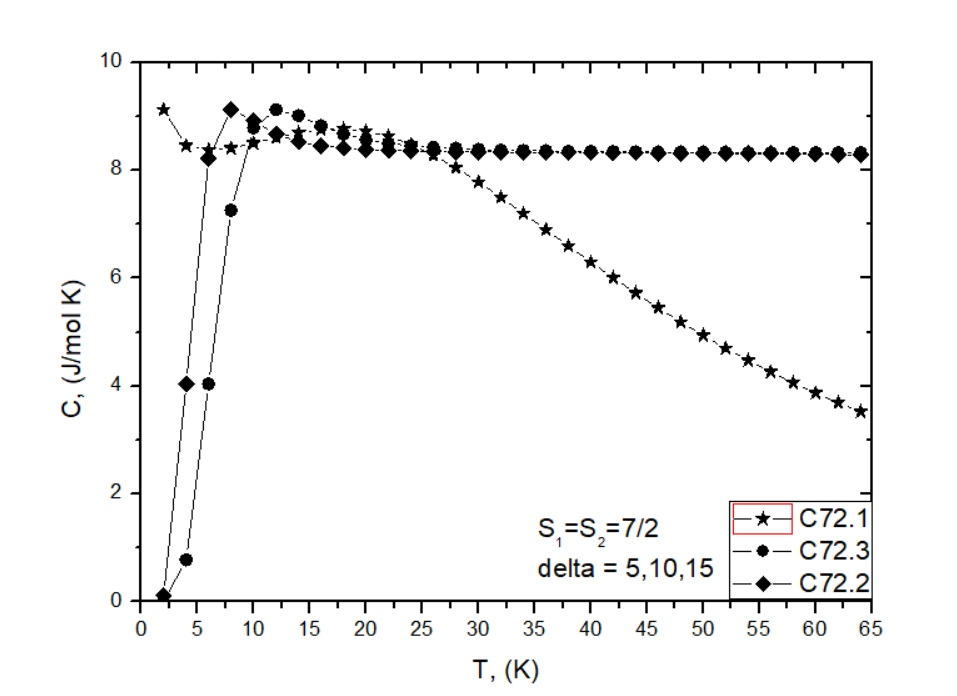 10
8
6
4
2
0
C, (J/mol K)
S1=S2=7/2
delta = 5,10,15
C72.1
C72.3
C72.2
0 5 10 15 20 25 30 35 40 45 50 55 60 65
T, (K)